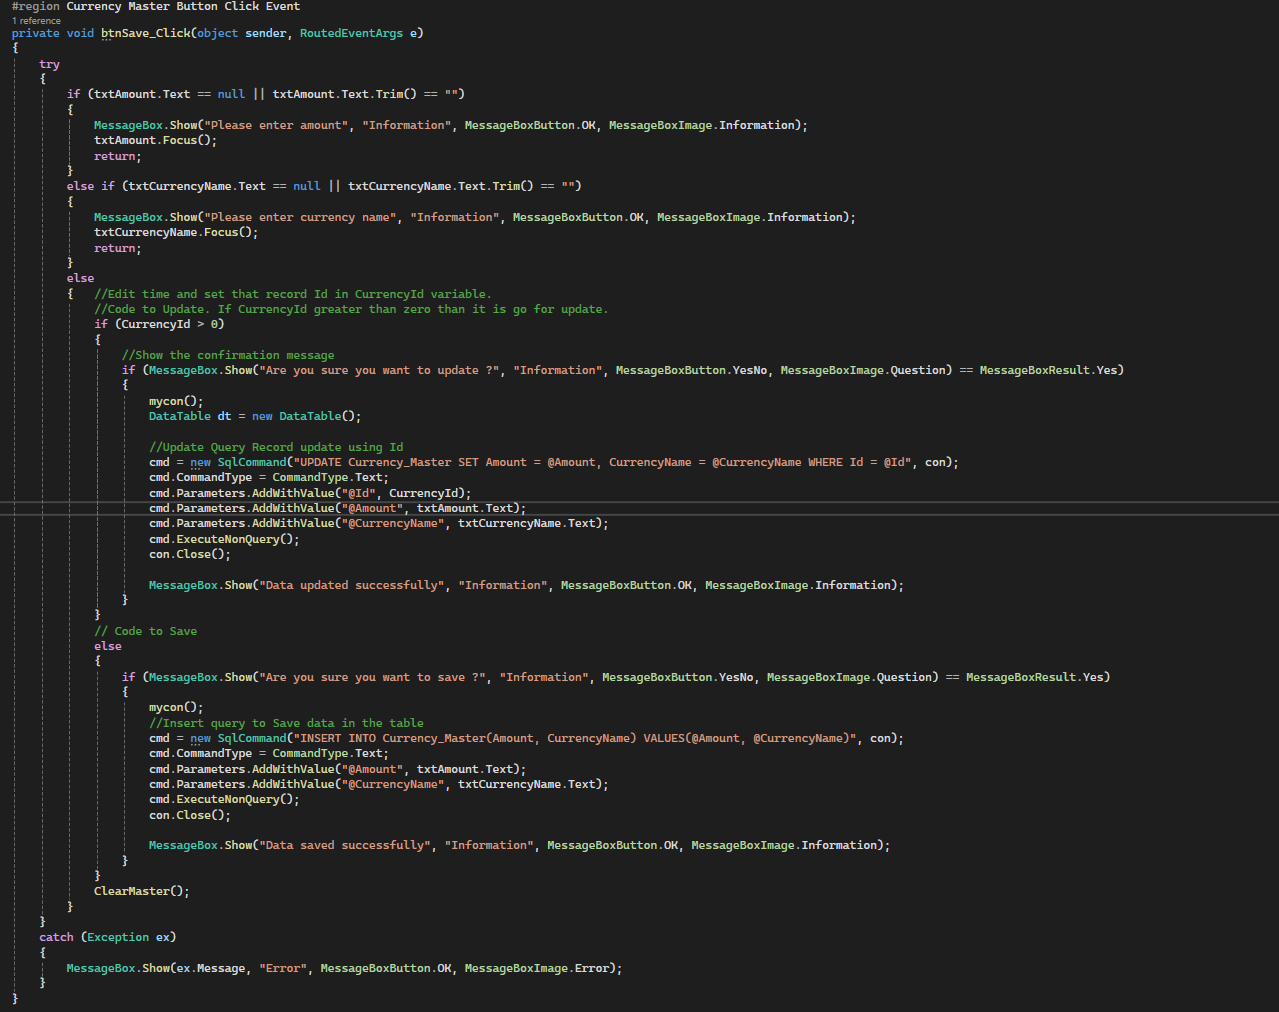 #region Currency Master Button Click Event
1 reference
private void btnSave_Click(object sender, RoutedEventArgs e)
{
    try
    {
        if (txtAmount.Text == null || txtAmount.Text.Trim() == "")
        {
            MessageBox.Show("Please enter amount", "Information", MessageBoxButton.OK, MessageBoxImage.Information);
            txtAmount.Focus();
            return;
        }
        else if (txtCurrencyName.Text == null || txtCurrencyName.Text.Trim() == "")
        {
            MessageBox.Show("Please enter currency name", "Information", MessageBoxButton.OK, MessageBoxImage.Information);
            txtCurrencyName.Focus();
            return;
        }
        else
        {   //Edit time and set that record Id in CurrencyId variable.
            //Code to Update. If CurrencyId greater than zero than it is go for update.
            if (CurrencyId > 0)
            {
                //Show the confirmation message
                if (MessageBox.Show("Are you sure you want to update ?", "Information", MessageBoxButton.YesNo, MessageBoxImage.Question) == MessageBoxResult.Yes)
                {
                    mycon();
                    DataTable dt = new DataTable();

                    //Update Query Record update using Id
                    cmd = new SqlCommand("UPDATE Currency_Master SET Amount = @Amount, CurrencyName = @CurrencyName WHERE Id = @Id", con);
                    cmd.CommandType = CommandType.Text;
                    cmd.Parameters.AddWithValue("@Id", CurrencyId);
                    cmd.Parameters.AddWithValue("@Amount", txtAmount.Text);
                    cmd.Parameters.AddWithValue("@CurrencyName", txtCurrencyName.Text);
                    cmd.ExecuteNonQuery();
                    con.Close();

                    MessageBox.Show("Data updated successfully", "Information", MessageBoxButton.OK, MessageBoxImage.Information);
                }
            }
            // Code to Save
            else
            {
                if (MessageBox.Show("Are you sure you want to save ?", "Information", MessageBoxButton.YesNo, MessageBoxImage.Question) == MessageBoxResult.Yes)
                {
                    mycon();
                    //Insert query to Save data in the table
                    cmd = new SqlCommand("INSERT INTO Currency_Master(Amount, CurrencyName) VALUES(@Amount, @CurrencyName)", con);
                    cmd.CommandType = CommandType.Text;
                    cmd.Parameters.AddWithValue("@Amount", txtAmount.Text);
                    cmd.Parameters.AddWithValue("@CurrencyName", txtCurrencyName.Text);
                    cmd.ExecuteNonQuery();
                    con.Close();

                    MessageBox.Show("Data saved successfully", "Information", MessageBoxButton.OK, MessageBoxImage.Information);
                }
            }
            ClearMaster();
        }
    }
    catch (Exception ex)
    {
        MessageBox.Show(ex.Message, "Error", MessageBoxButton.OK, MessageBoxImage.Error);
    }
}